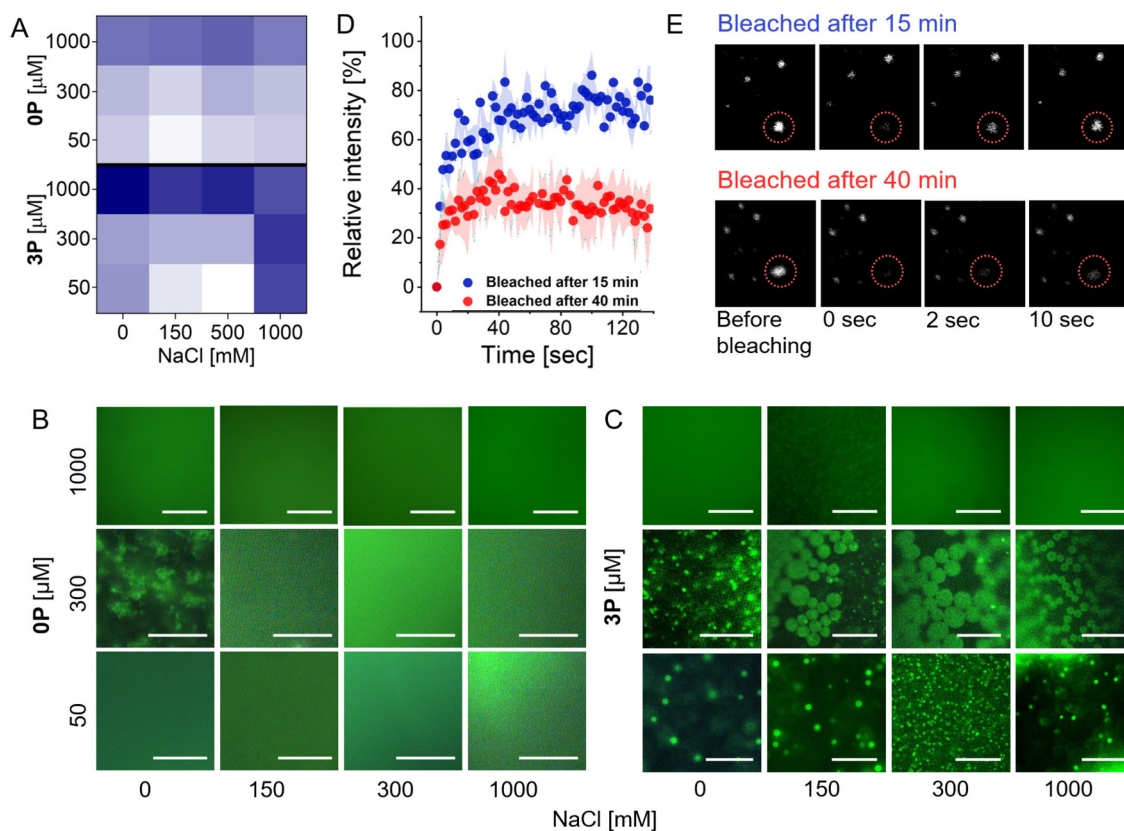 A
1000
300
50
1000
300
50
0P [µM]
3P [µM]
0 150 500 1000
NaCl [mM]
D
Relative intensity [%]
100
80
60
40
20
0
Bleached after 15 min
Bleached after 40 min
0 40 80 120
Time [sec]
E
Bleached after 15 min
Bleached after 40 min
Before bleaching
0 sec
2 sec
10 sec
B
0P [µM]
1000
300
50
0 150 300 1000
C
3P [µM]
0 150 300 1000
NaCl [mM]